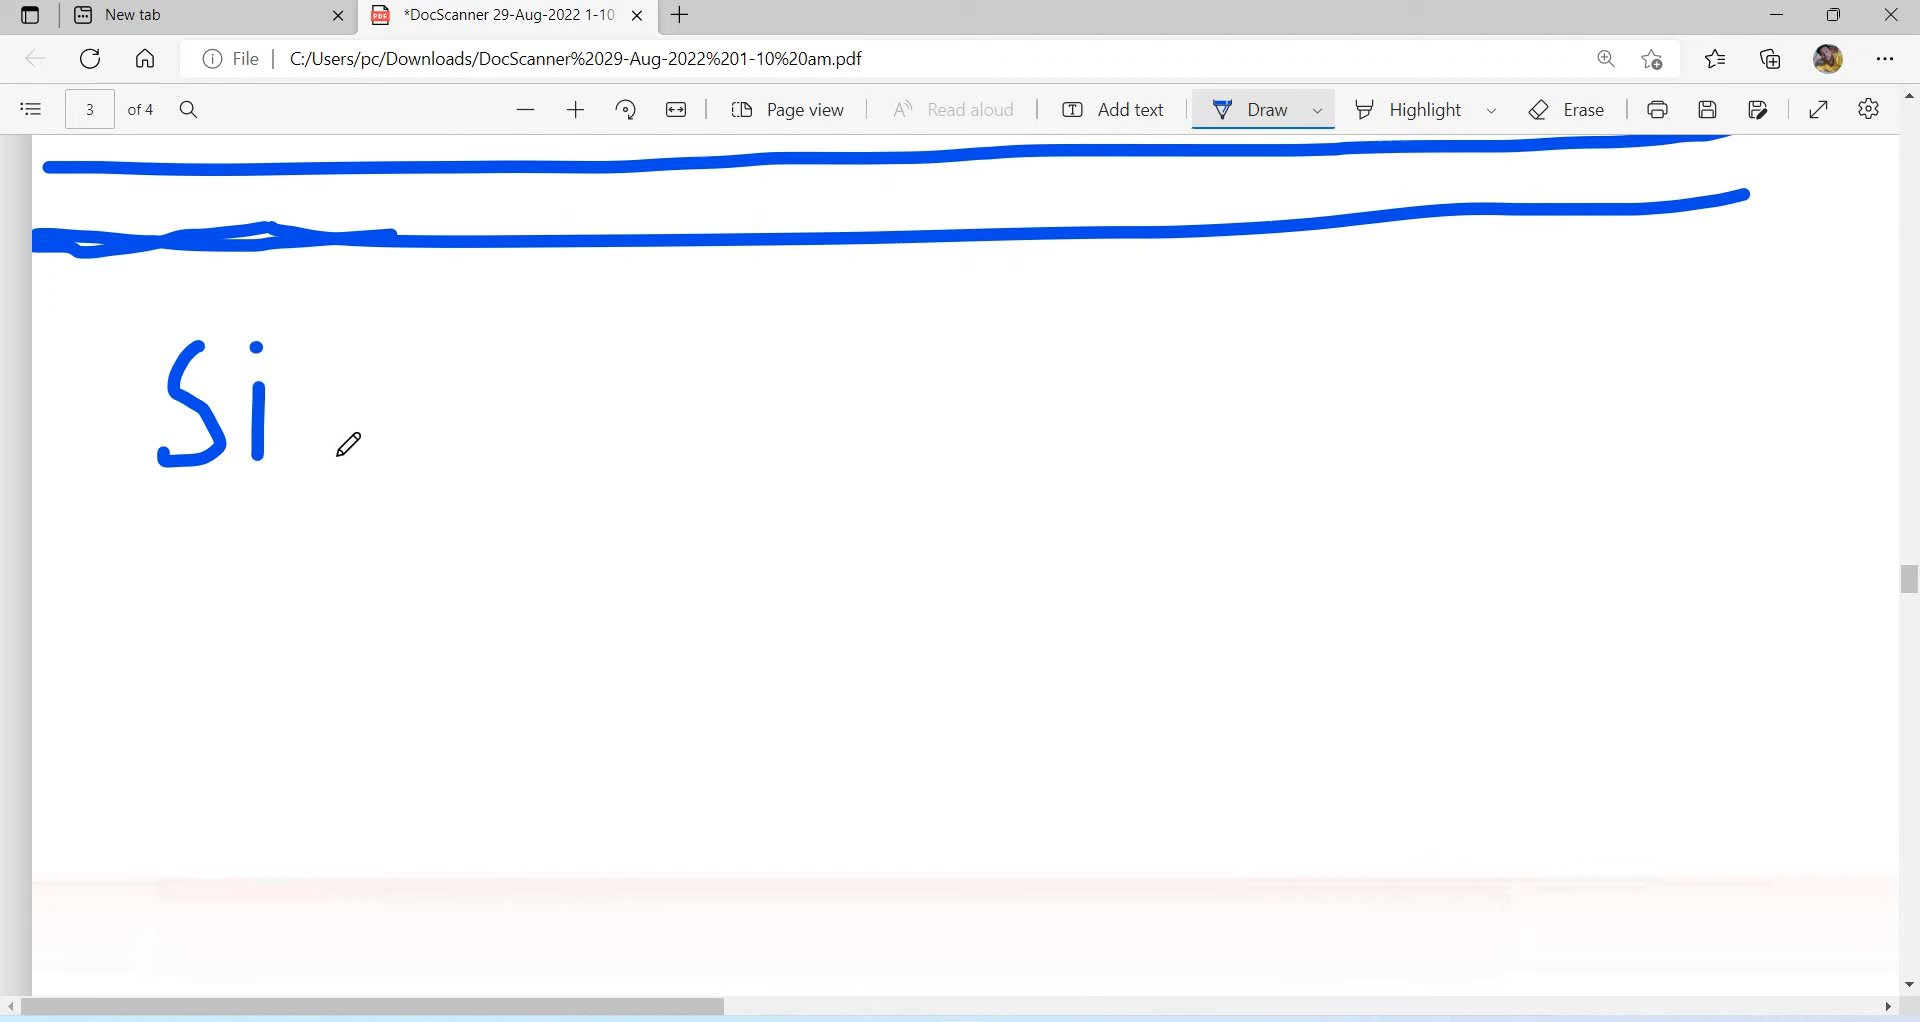 New tab
*DocScanner 29-Aug-2022 1-10
File C:/Users/pc/Downloads/DocScanner%2029-Aug-2022%201-10%20am.pdf
3 of 4 Page view Read aloud Add text Draw Highlight Erase
Si